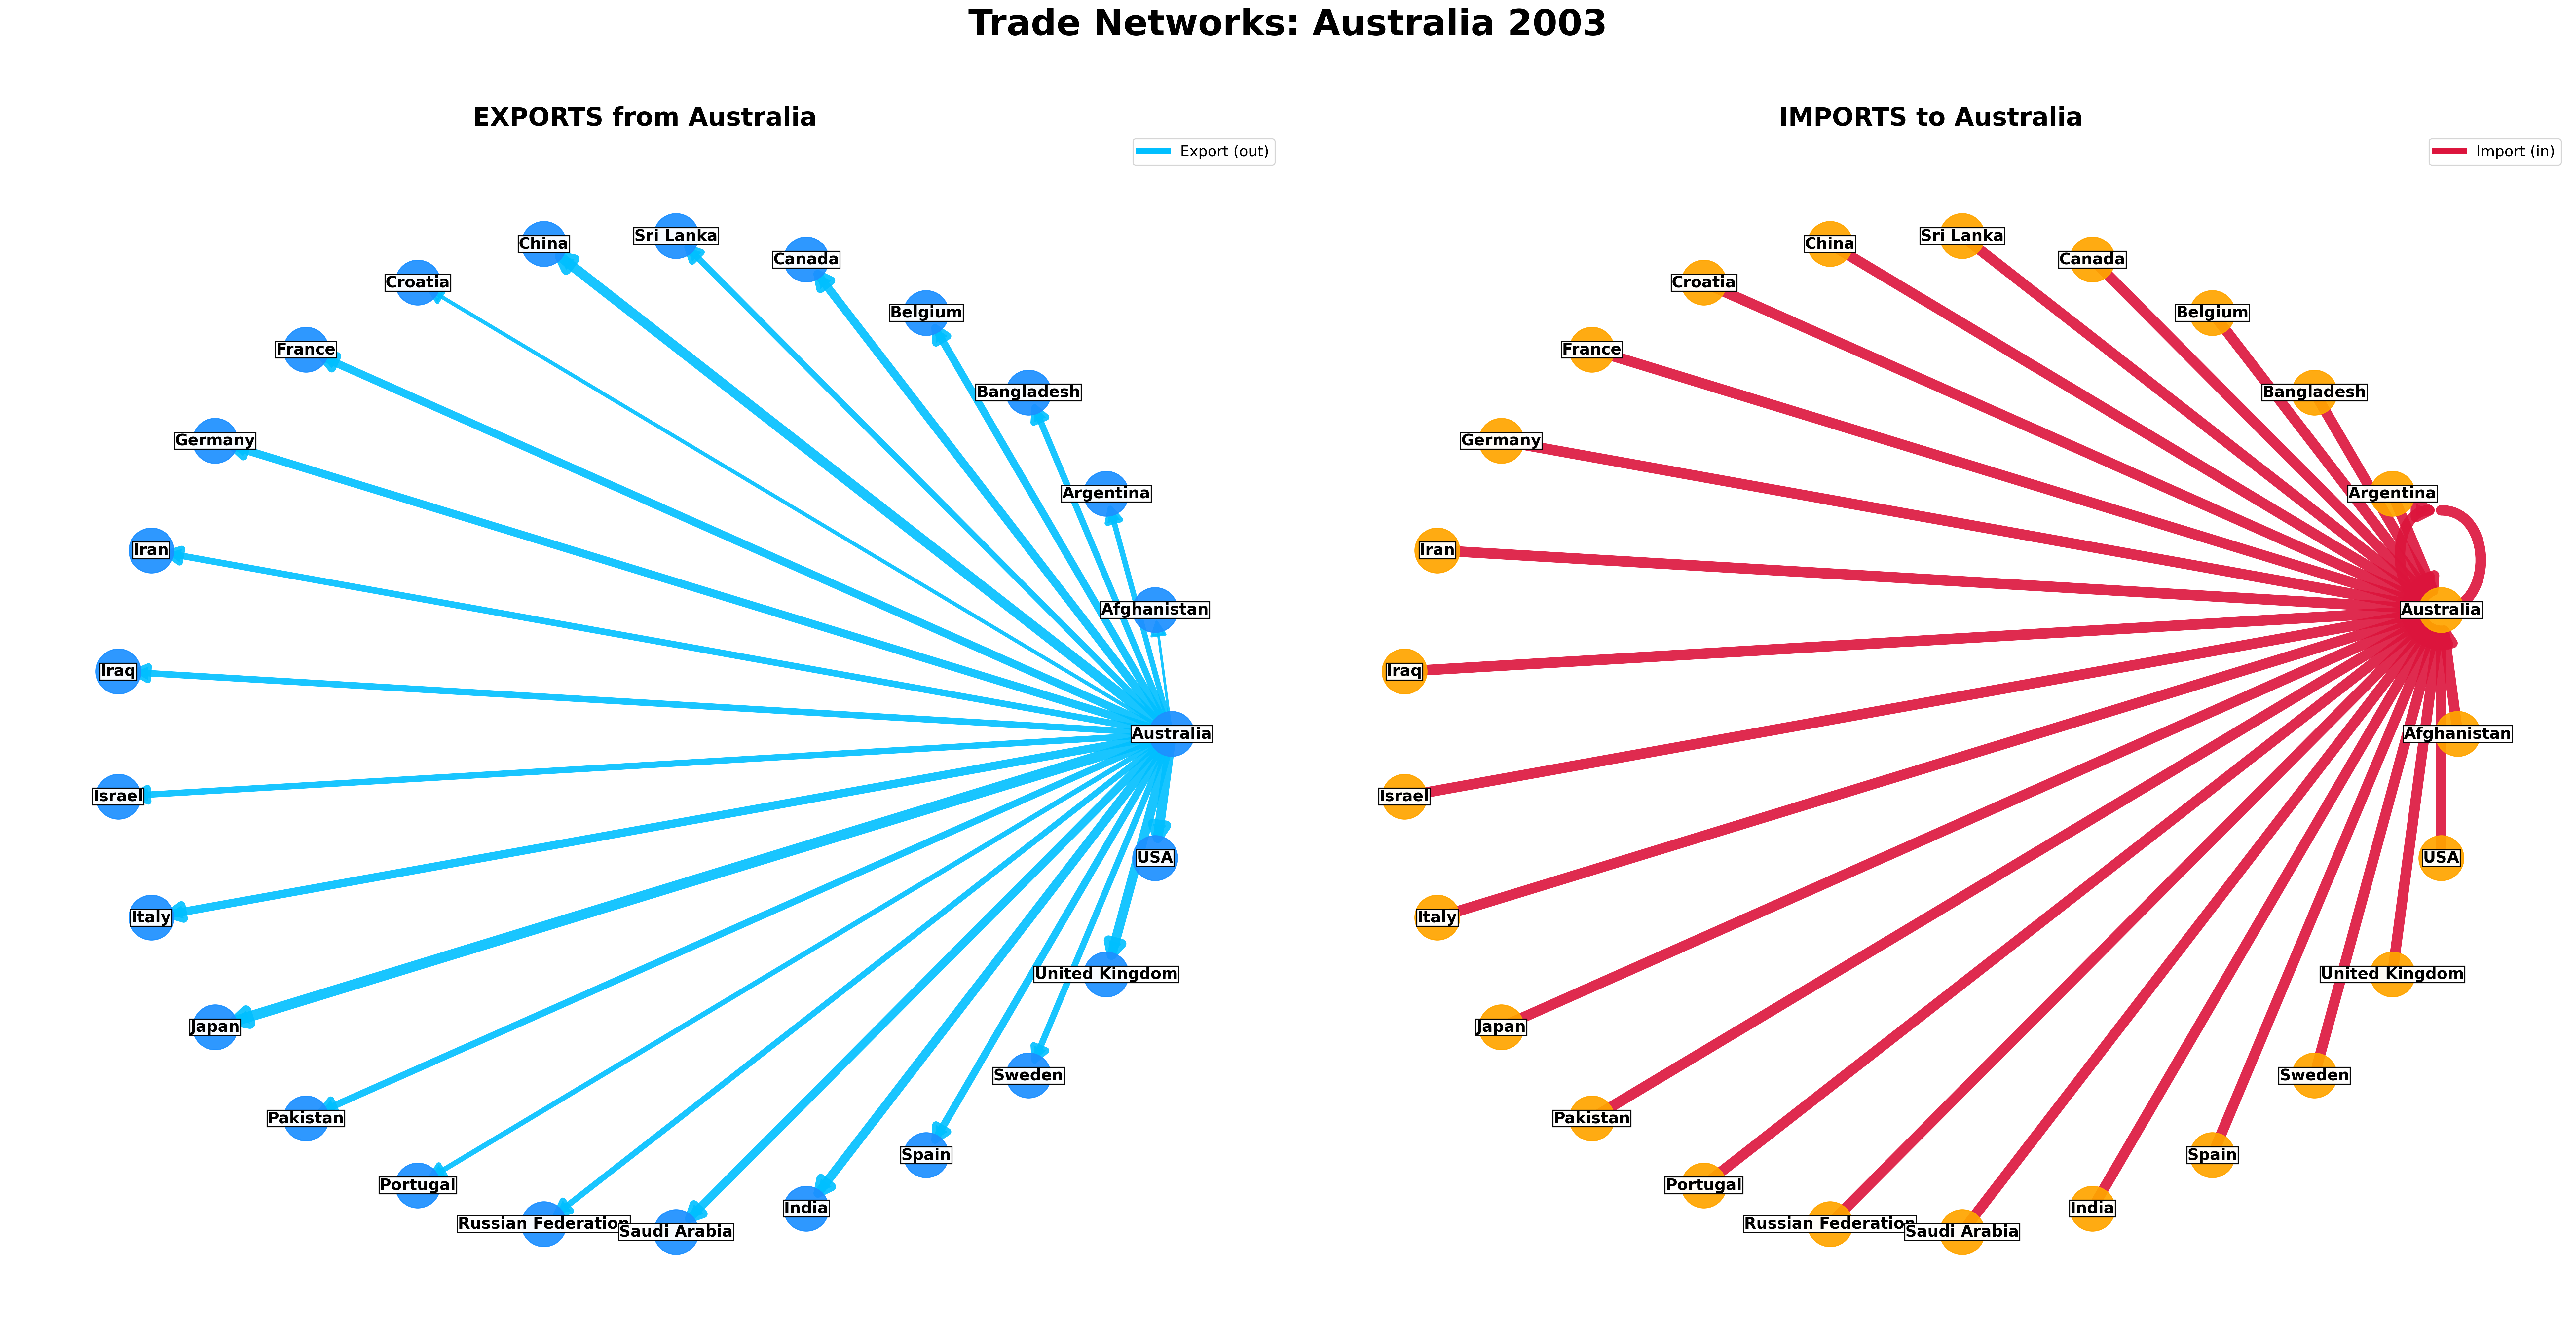 Trade Networks: Australia 2003
EXPORTS from Australia
Export (out)
Sri Lanka
China
Canada
Croatia
Belgium
France
Bangladesh
Germany
Argentina
Iran
Afghanistan
Iraq
Australia
Israel
USA
Italy
United Kingdom
Japan
Sweden
Pakistan
Spain
Portugal
India
Russian Federation
Saudi Arabia
IMPORTS to Australia
Import (in)
Sri Lanka
China
Canada
Croatia
Belgium
France
Bangladesh
Germany
Argentina
Iran
Australia
Iraq
Afghanistan
Israel
USA
Italy
United Kingdom
Japan
Sweden
Pakistan
Spain
Portugal
India
Russian Federation
Saudi Arabia